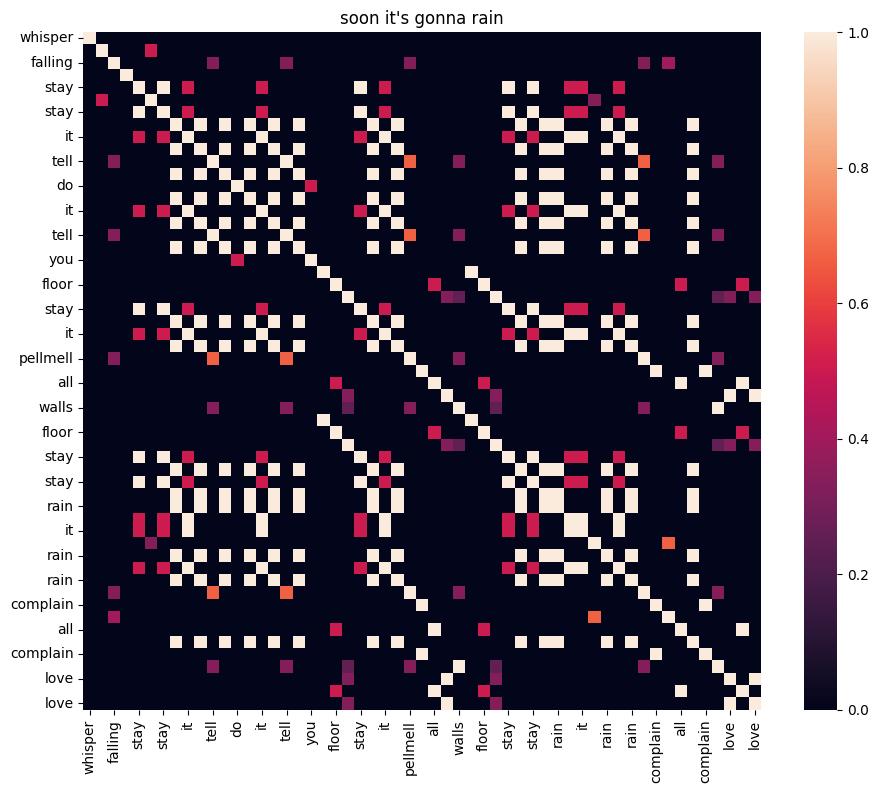 soon it's gonna rain
whisper
falling
stay
stay
it
tell
do
it
tell
you
floor
stay
it
pellmell
all
walls
floor
stay
stay
rain
it
rain
rain
complain
all
complain
love
love
1.0
0.8
0.6
0.4
0.2
0.0
whisper
falling
stay
stay
it
tell
do
it
tell
you
floor
stay
it
pellmell
all
walls
floor
stay
stay
rain
it
rain
rain
complain
all
complain
love
love